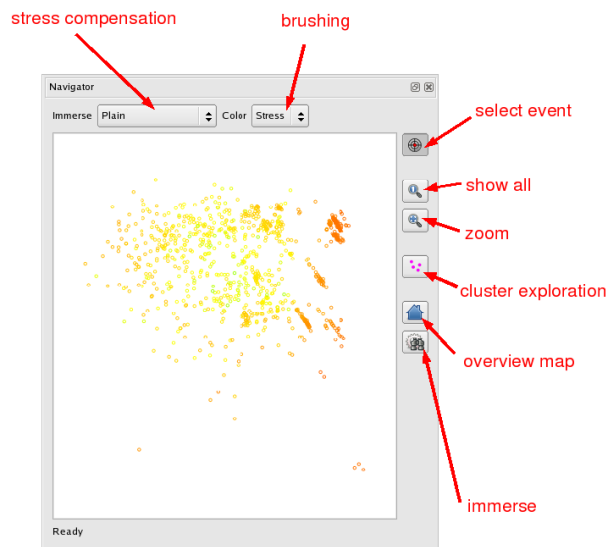 stress compensation
brushing
Navigator
Immerse Plain Color Stress
select event
show all
zoom
cluster exploration
overview map
immerse
Ready